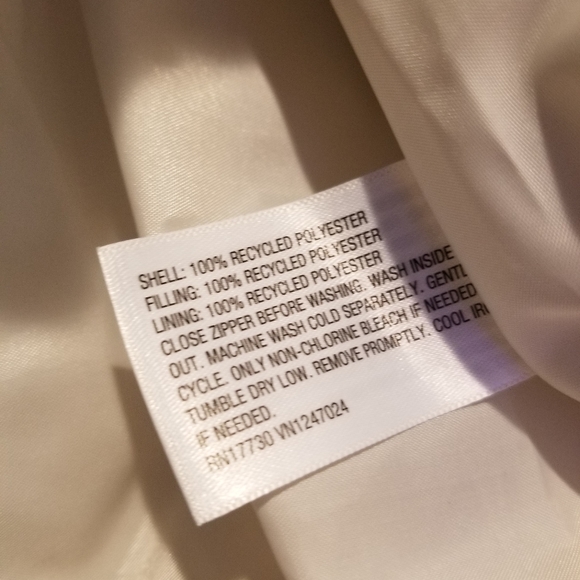 SHELL: 100% RECYCLED POLYESTER
FILLING: 100% RECYCLED POLYESTER
LINING: 100% RECYCLED POLYESTER
CLOSE ZIPPER BEFORE WASHING. WASH INSIDE
OUT. MACHINE WASH COLD SEPARATELY. GENTL
CYCLE. ONLY NON-CHLORINE BLEACH IF NEEDED
TUMBLE DRY LOW. REMOVE PROMPTLY. COOL IR
IF NEEDED.
RN17730 VN1247024